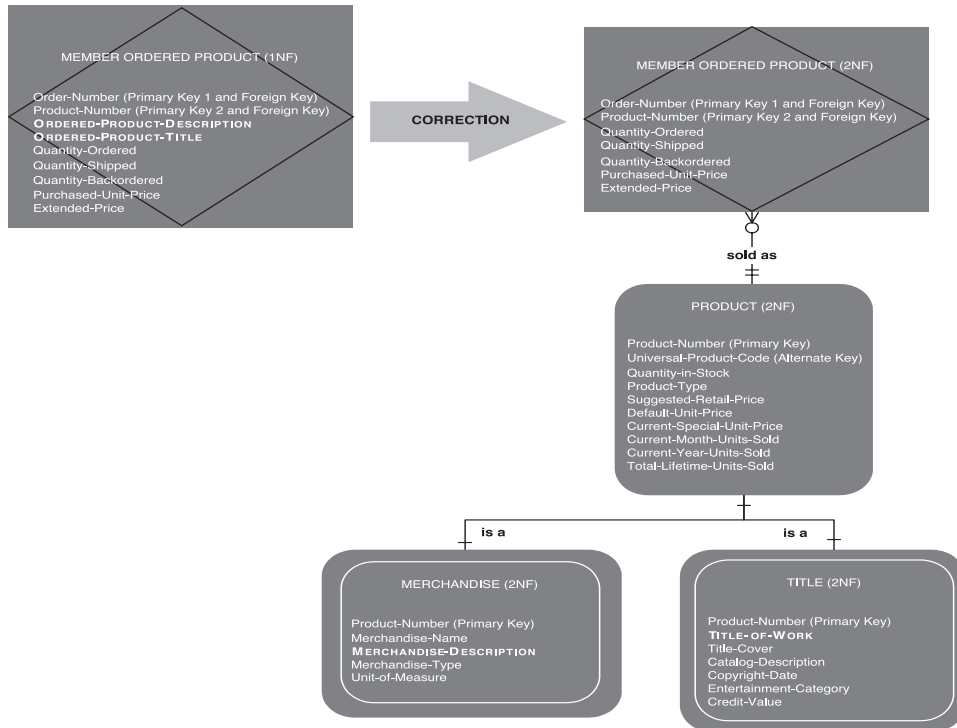 MEMBER ORDERED PRODUCT (1NF)
Order-Number (Primary Key 1 and Foreign Key)
Product-Number (Primary Key 2 and Foreign Key)
ORDERED-PRODUCT-DESCRIPTION
ORDERED-PRODUCT-TITLE
Quantity-Ordered
Quantity-Shipped
Quantity-Backordered
Purchased-Unit-Price
Extended-Price
CORRECTION
MEMBER ORDERED PRODUCT (2NF)
Order-Number (Primary Key 1 and Foreign Key)
Product-Number (Primary Key 2 and Foreign Key)
Quantity-Ordered
Quantity-Shipped
Quantity-Backordered
Purchased-Unit-Price
Extended-Price
sold as
PRODUCT (2NF)
Product-Number (Primary Key)
Universal-Product-Code (Alternate Key)
Quantity-in-Stock
Product-Type
Suggested-Retail-Price
Default-Unit-Price
Current-Special-Unit-Price
Current-Month-Units-Sold
Current-Year-Units-Sold
Total-Lifetime-Units-Sold
is a
is a
MERCHANDISE (2NF)
Product-Number (Primary Key)
Merchandise-Name
MERCHANDISE-DESCRIPTION
Merchandise-Type
Unit-of-Measure
TITLE (2NF)
Product-Number (Primary Key)
TITLE-OF-WORK
Title-Cover
Catalog-Description
Copyright-Date
Entertainment-Category
Credit-Value